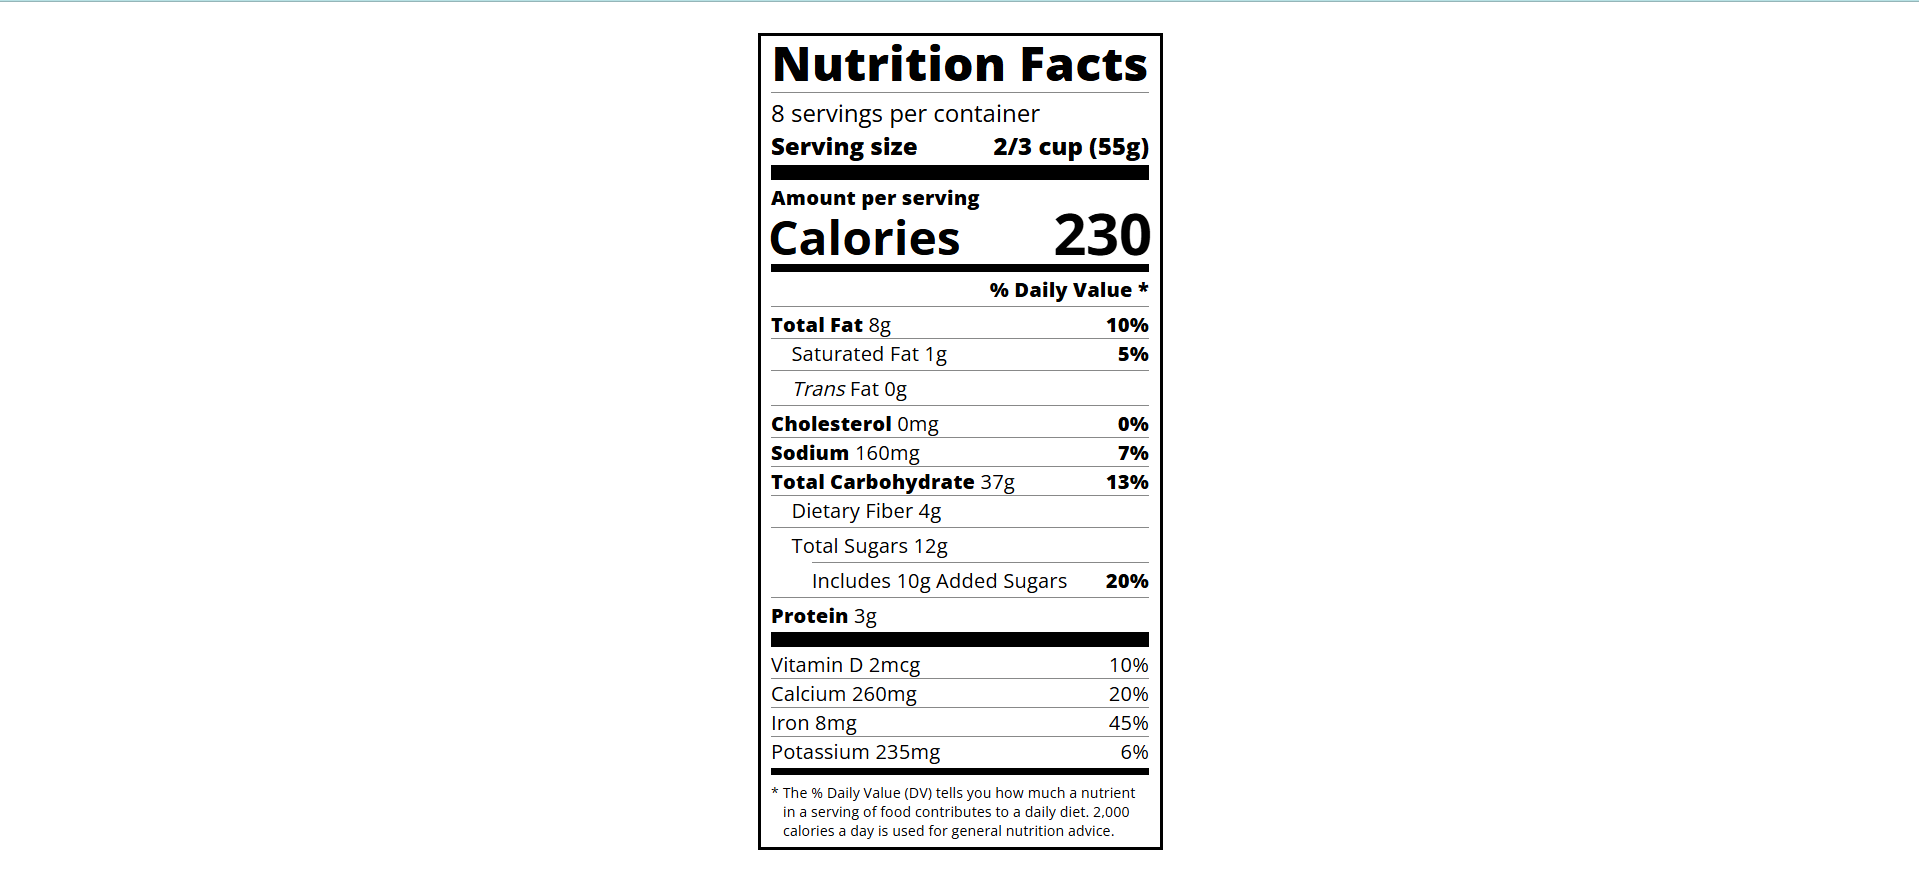 Nutrition Facts
8 servings per container
Serving size 2/3 cup (55g)
Amount per serving
Calories 230
% Daily Value *
Total Fat 8g 10%
Saturated Fat 1g 5%
Trans Fat 0g
Cholesterol 0mg 0%
Sodium 160mg 7%
Total Carbohydrate 37g 13%
Dietary Fiber 4g
Total Sugars 12g
Includes 10g Added Sugars 20%
Protein 3g
Vitamin D 2mcg 10%
Calcium 260mg 20%
Iron 8mg 45%
Potassium 235mg 6%
* The % Daily Value (DV) tells you how much a nutrient
in a serving of food contributes to a daily diet. 2,000
calories a day is used for general nutrition advice.